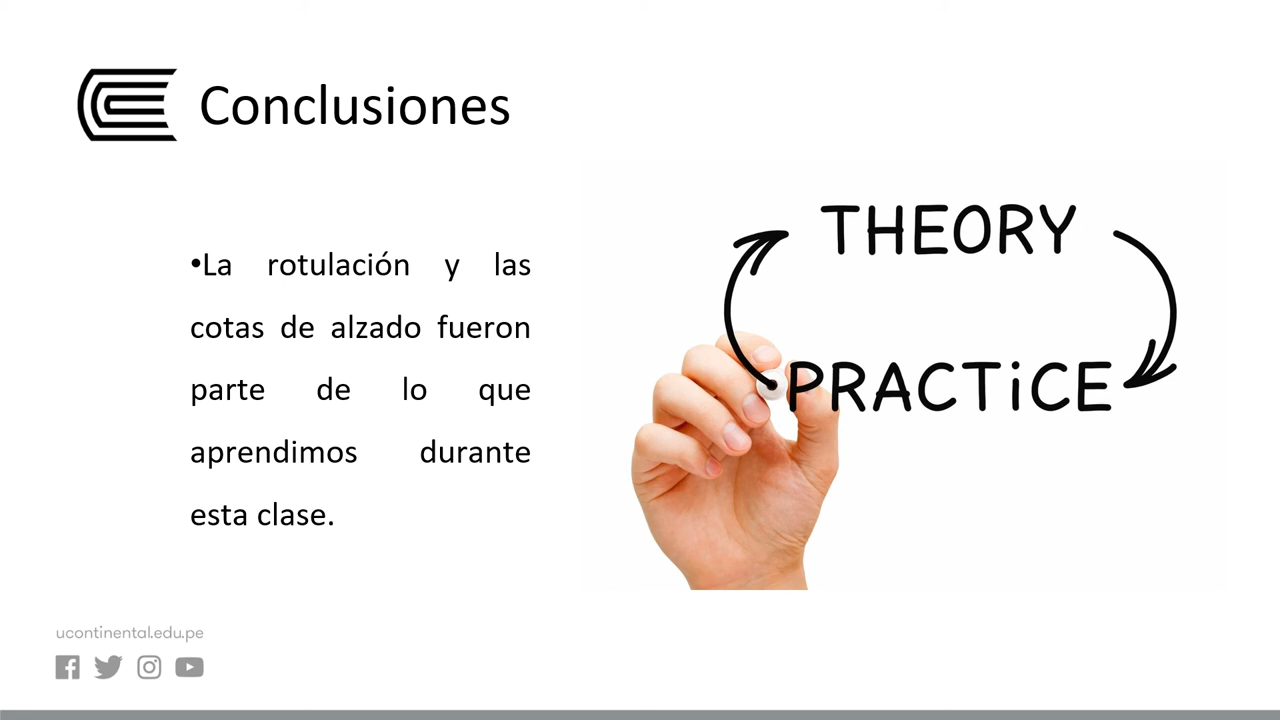 Conclusiones
•La rotulación y las
cotas de alzado fueron
parte de lo que
aprendimos durante
esta clase.
THEORY
PRACTiCE
ucontinental.edu.pe